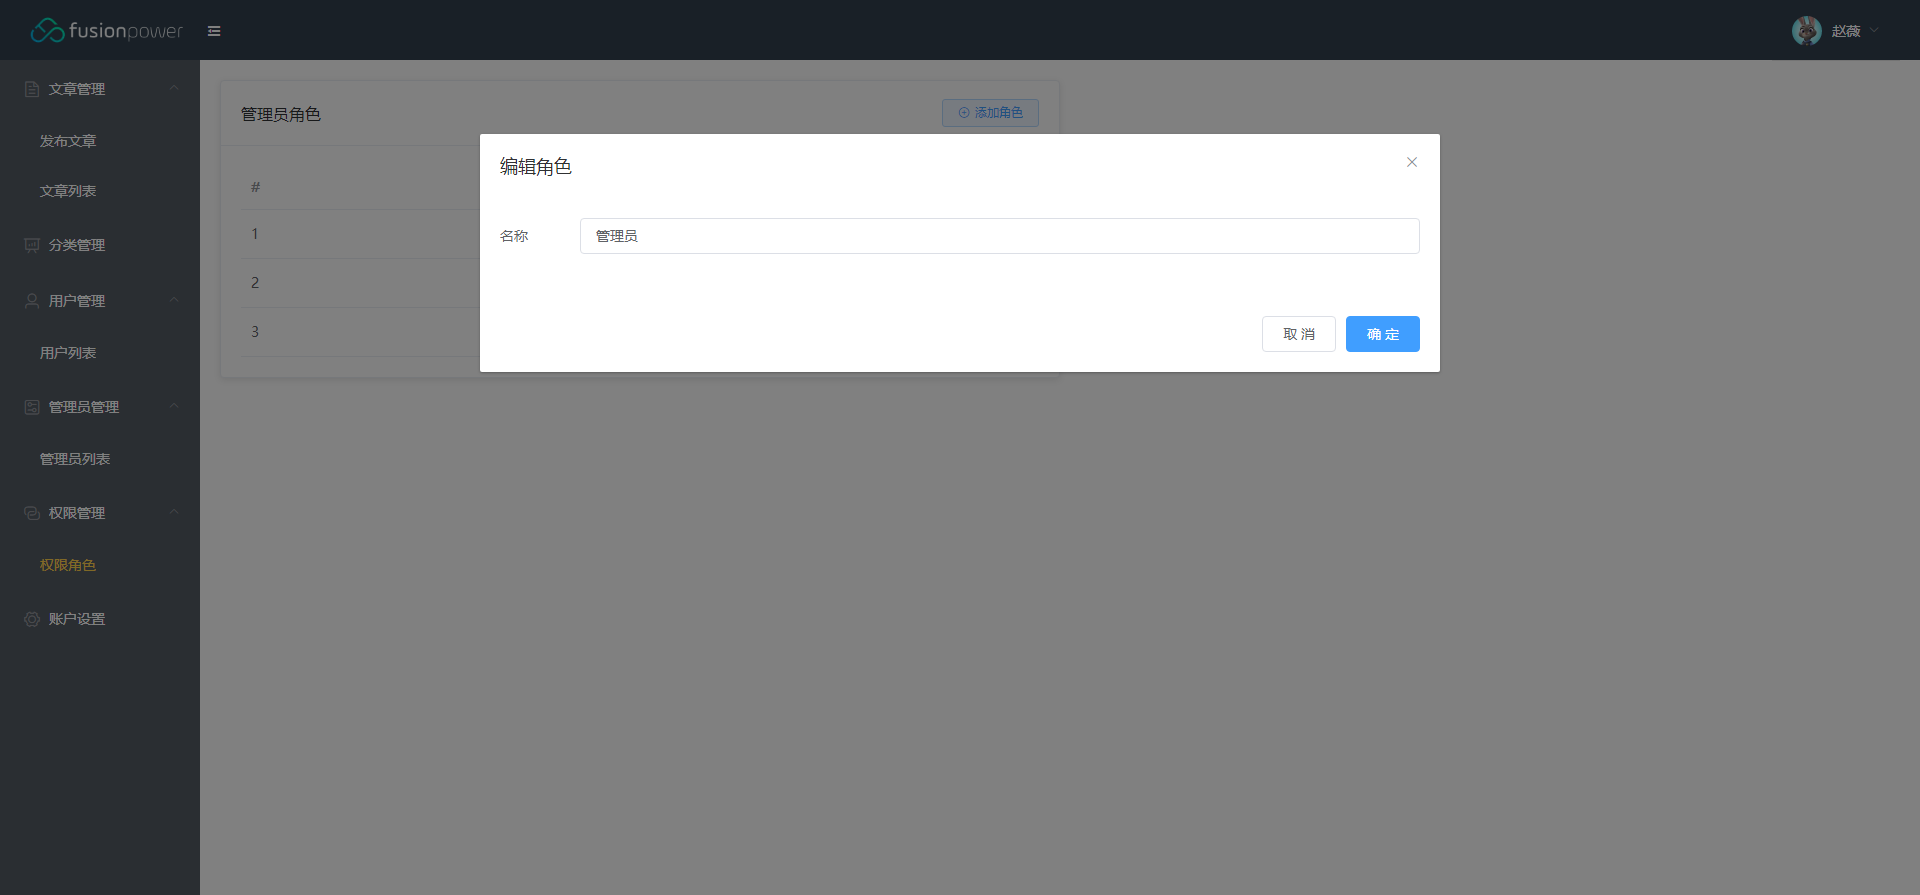 fusionpower
赵薇
文章管理
发布文章
文章列表
分类管理
用户管理
用户列表
管理员管理
管理员列表
权限管理
权限角色
账户设置
管理员角色
添加角色
#
1
2
3
编辑角色
名称
管理员
取 消
确 定